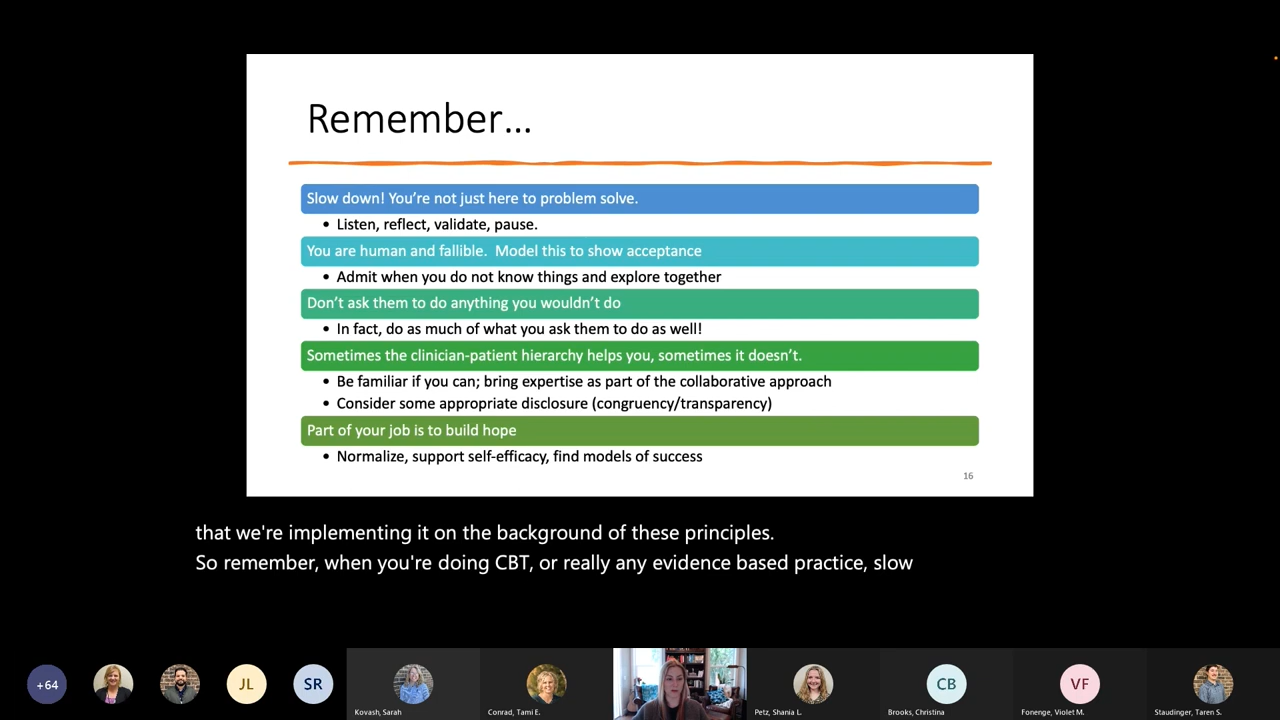 Remember...
Slow down! You're not just here to problem solve.
• Listen, reflect, validate, pause.
You are human and fallible.  Model this to show acceptance
• Admit when you do not know things and explore together
Don't ask them to do anything you wouldn't do
• In fact, do as much of what you ask them to do as well!
Sometimes the clinician-patient hierarchy helps you, sometimes it doesn't.
• Be familiar if you can; bring expertise as part of the collaborative approach
• Consider some appropriate disclosure (congruency/transparency)
Part of your job is to build hope
• Normalize, support self-efficacy, find models of success
16
that we're implementing it on the background of these principles.
So remember, when you're doing CBT, or really any evidence based practice, slow
+64
JL
SR
CB
VF
Kovash, Sarah
Conrad, Tami E.
Petz, Shania L.
Brooks, Christina
Fonenge, Violet M.
Staudinger, Taren S.